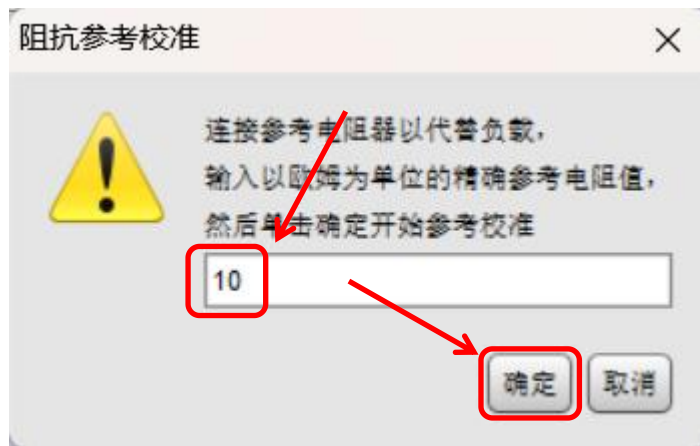 阻抗参考校准
连接参考电阻器以代替负载，
输入以欧姆为单位的精确参考电阻值，
然后单击确定开始参考校准
10
确定 取消